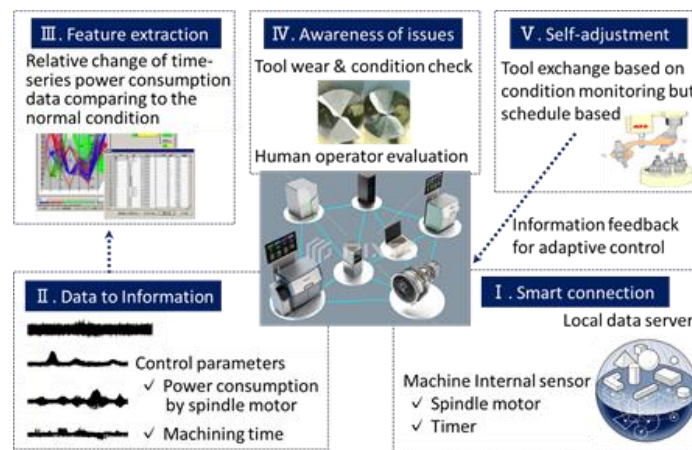 Ⅲ. Feature extraction
Relative change of time-
series power consumption
data comparing to the
normal condition
Ⅳ. Awareness of issues
Tool wear & condition check
Human operator evaluation
Ⅴ. Self-adjustment
Tool exchange based on
condition monitoring but
schedule based
Information feedback
for adaptive control
Ⅱ. Data to Information
Control parameters
✓ Power consumption
by spindle motor
✓ Machining time
Ⅰ. Smart connection
Local data server
Machine Internal sensor
✓ Spindle motor
✓ Timer